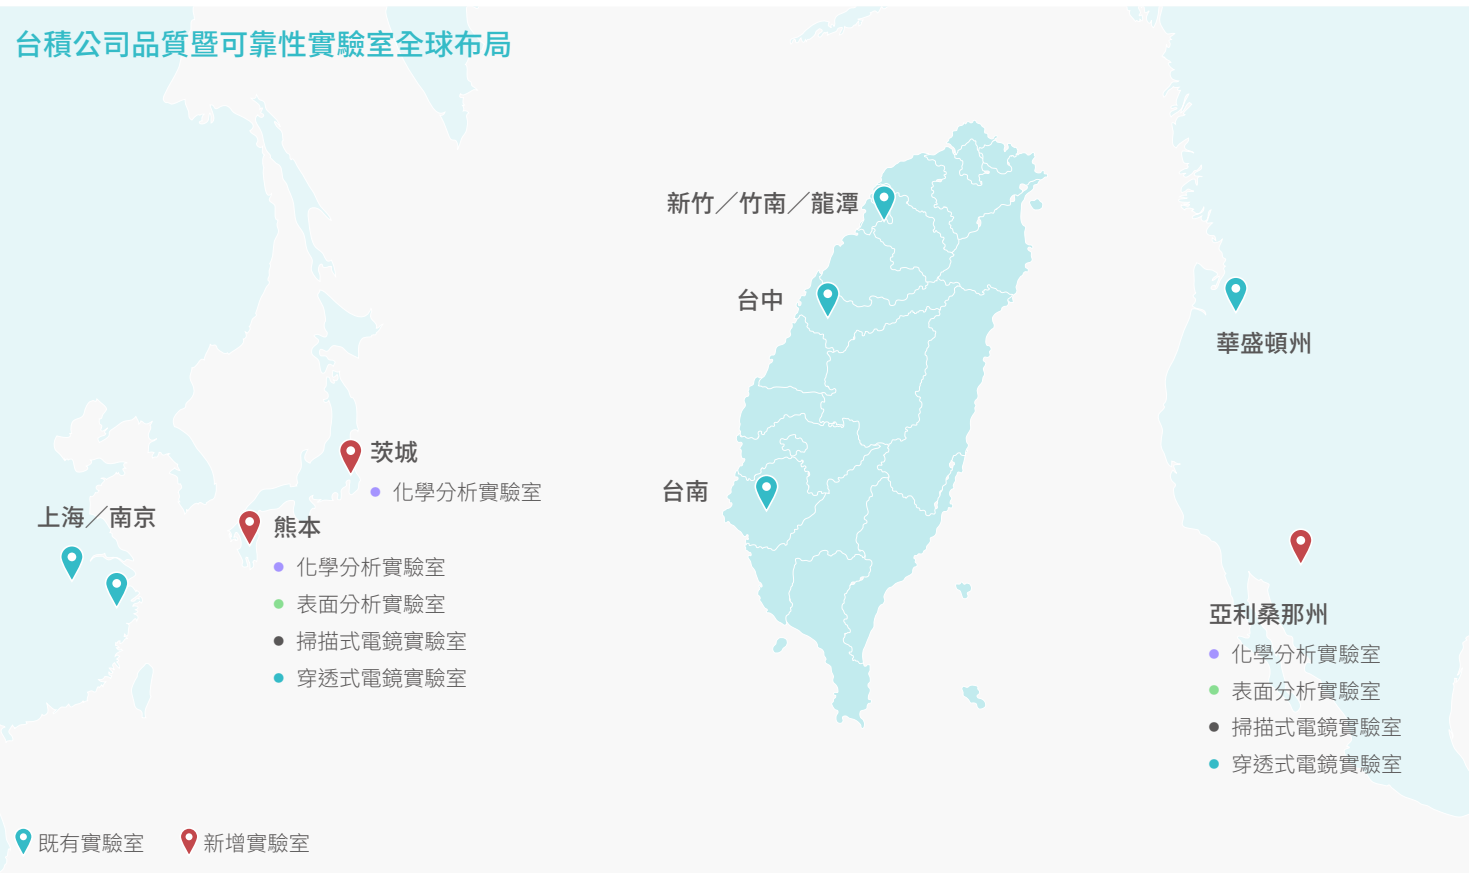 台積公司品質暨可靠性實驗室全球布局
新竹／竹南／龍潭
台中
台南
華盛頓州
茨城
化學分析實驗室
上海／南京
熊本
化學分析實驗室
表面分析實驗室
掃描式電鏡實驗室
穿透式電鏡實驗室
亞利桑那州
化學分析實驗室
表面分析實驗室
掃描式電鏡實驗室
穿透式電鏡實驗室
既有實驗室
新增實驗室